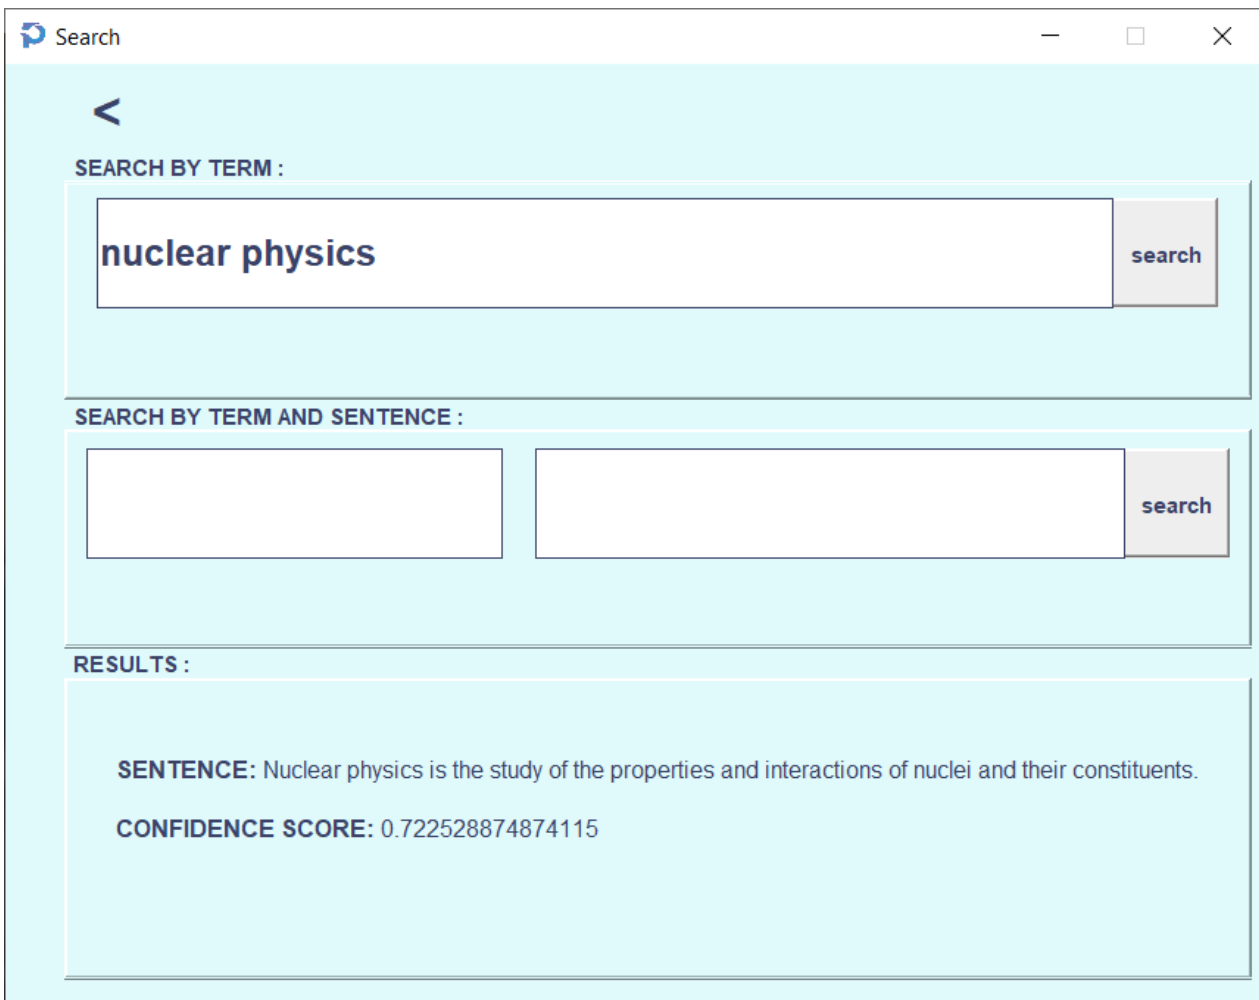 Search
<
SEARCH BY TERM :
nuclear physics
search
SEARCH BY TERM AND SENTENCE :
search
RESULTS :
SENTENCE: Nuclear physics is the study of the properties and interactions of nuclei and their constituents.
CONFIDENCE SCORE: 0.722528874874115